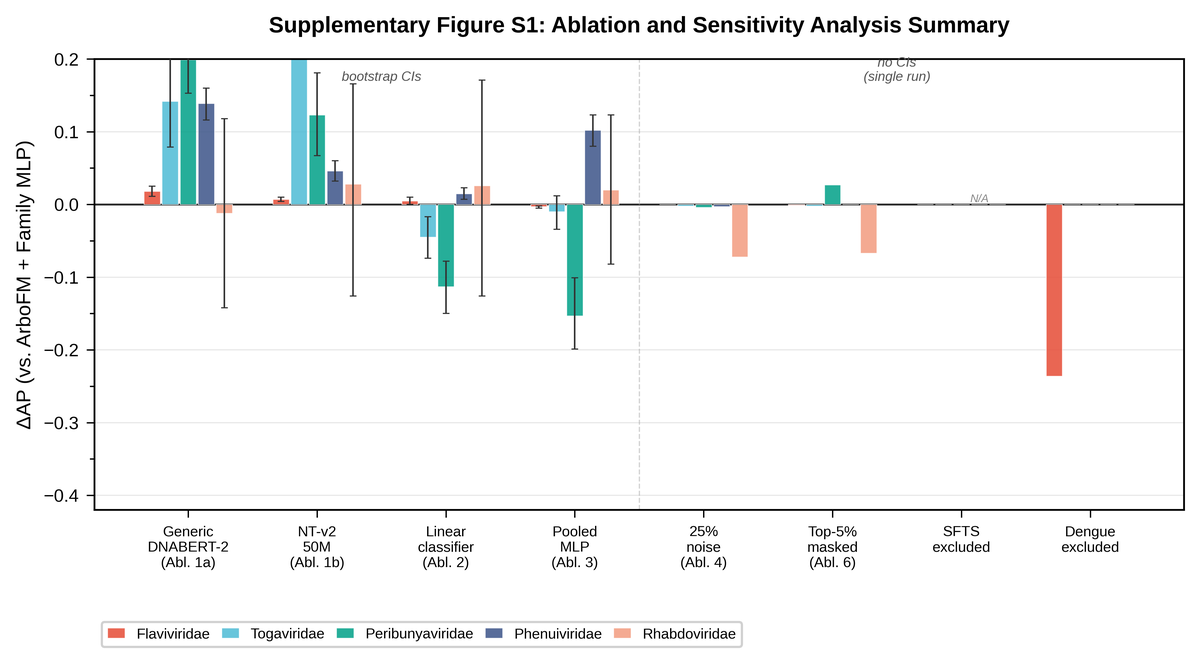 Supplementary Figure S1: Ablation and Sensitivity Analysis Summary
ΔAP (vs. ArboFM + Family MLP)
0.2
0.1
0.0
−0.1
−0.2
−0.3
−0.4
bootstrap CIs
no CIs
(single run)
N/A
Generic
DNABERT-2
(Abl. 1a)
NT-v2
50M
(Abl. 1b)
Linear
classifier
(Abl. 2)
Pooled
MLP
(Abl. 3)
25%
noise
(Abl. 4)
Top-5%
masked
(Abl. 6)
SFTS
excluded
Dengue
excluded
Flaviviridae
Togaviridae
Peribunyaviridae
Phenuiviridae
Rhabdoviridae